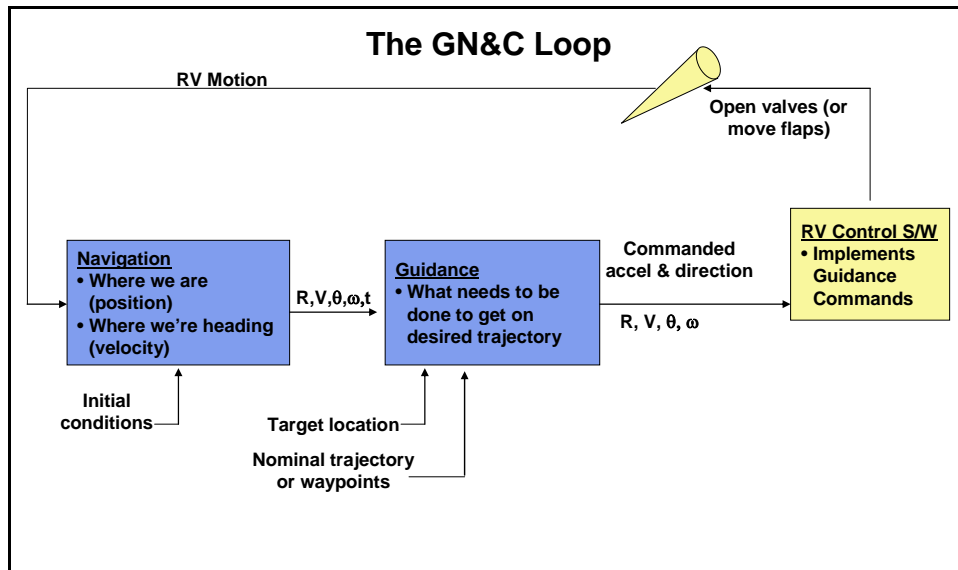 The GN&C Loop
RV Motion
Open valves (or
move flaps)
Navigation
• Where we are
(position)
• Where we're heading
(velocity)
R,V,θ,ω,t
Guidance
• What needs to be
done to get on
desired trajectory
Commanded
accel & direction
R, V, θ, ω
RV Control S/W
• Implements
Guidance
Commands
Initial
conditions
Target location
Nominal trajectory
or waypoints